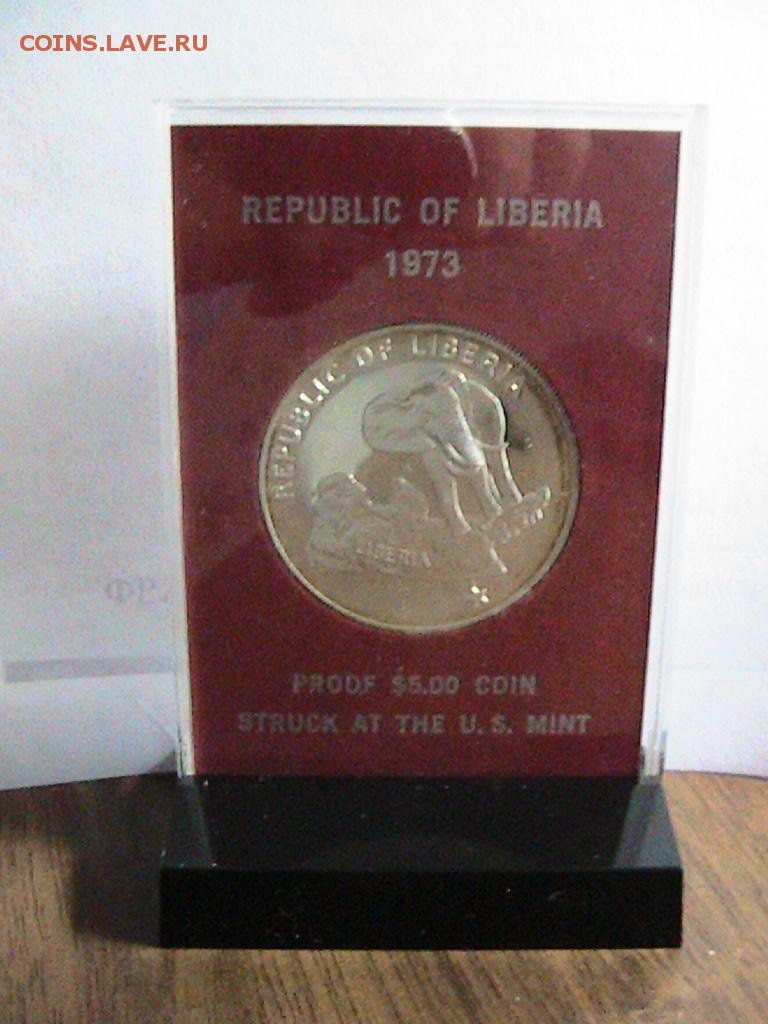 COINS.LAVE.RU
REPUBLIC OF LIBERIA
1973
REPUBLIC OF LIBERIA
LIBERIA
PROOF $5.00 COIN
STRUCK AT THE U.S. MINT